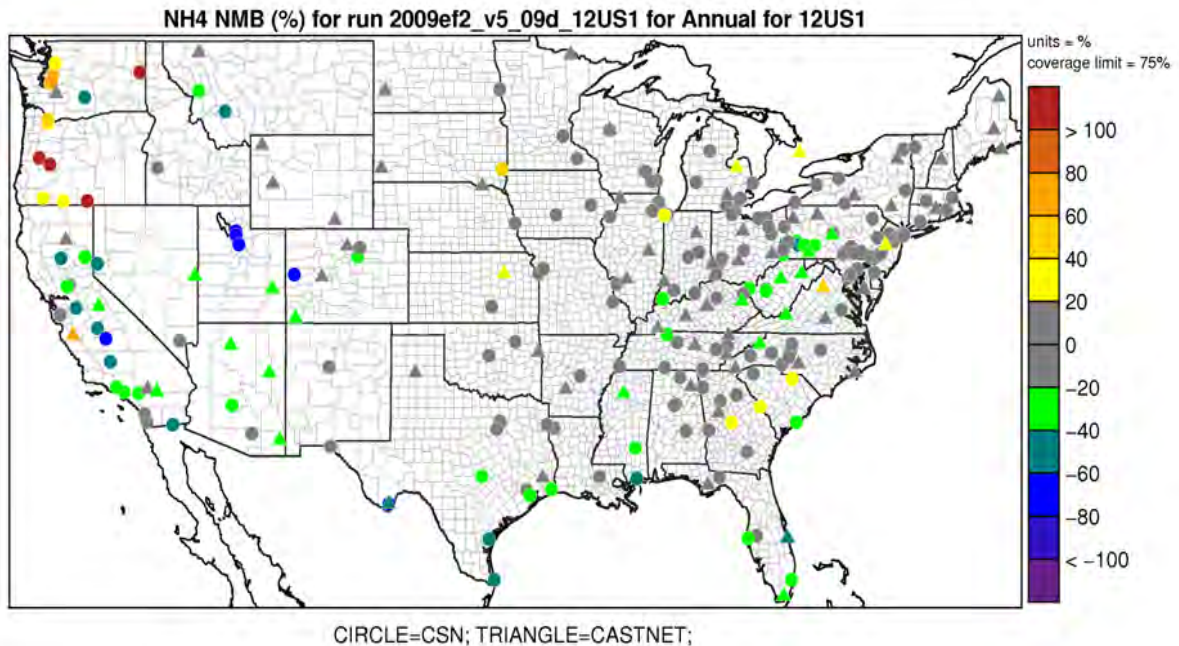 NH4 NMB (%) for run 2009ef2_v5_09d_12US1 for Annual for 12US1
units = %
coverage limit = 75%
> 100
80
60
40
20
0
−20
−40
−60
−80
< −100
CIRCLE=CSN; TRIANGLE=CASTNET;